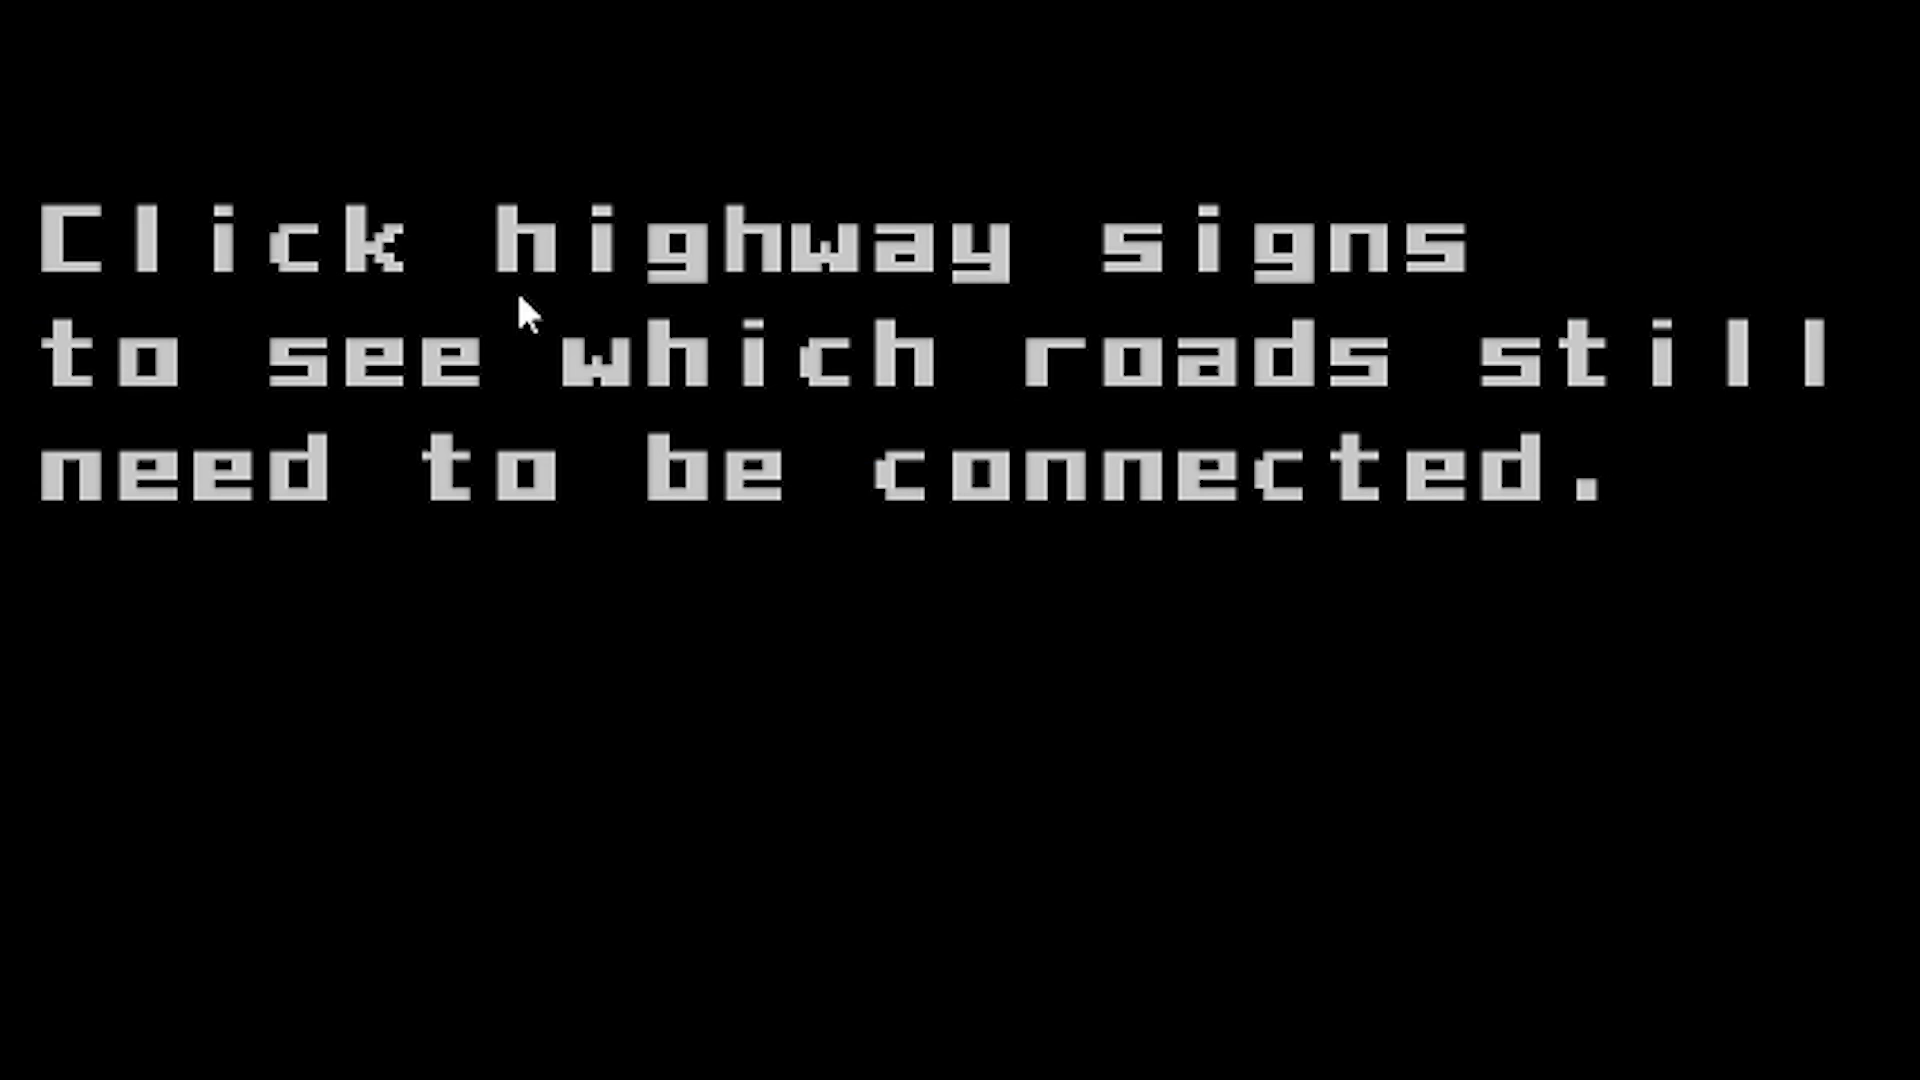 Click highway signs
to see which roads still
need to be connected.